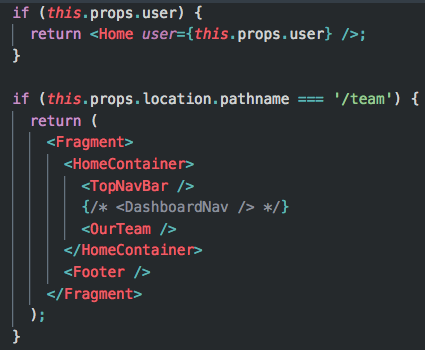 if (this.props.user) {
  return <Home user={this.props.user} />;
}

if (this.props.location.pathname === '/team') {
  return (
    <Fragment>
      <HomeContainer>
        <TopNavBar />
        {/* <DashboardNav /> */}
        <OurTeam />
      </HomeContainer>
      <Footer />
    </Fragment>
  );
}